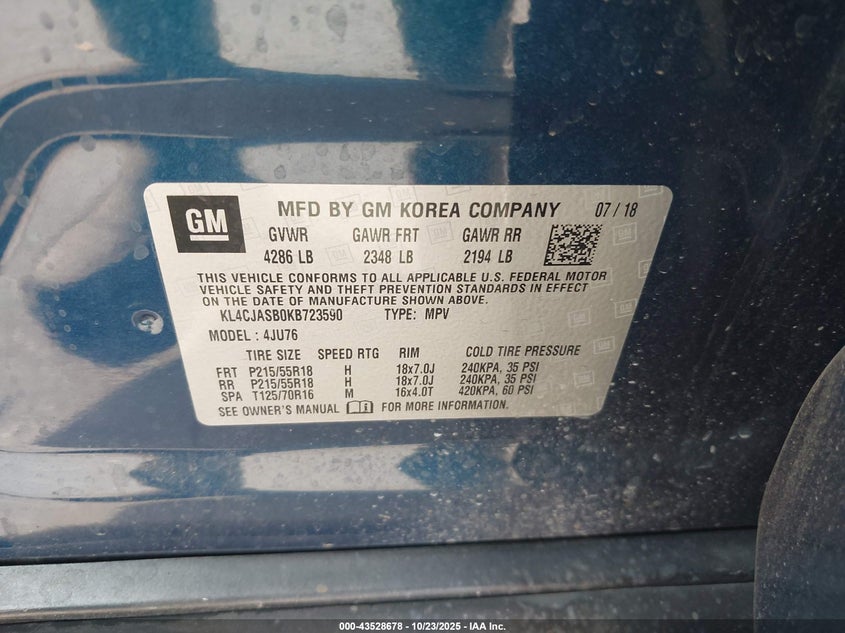 GM MFD BY GM KOREA COMPANY 07 / 18
GVWR GAWR FRT GAWR RR
4286 LB 2348 LB 2194 LB
THIS VEHICLE CONFORMS TO ALL APPLICABLE U.S. FEDERAL MOTOR
VEHICLE SAFETY AND THEFT PREVENTION STANDARDS IN EFFECT
ON THE DATE OF MANUFACTURE SHOWN ABOVE.
KL4CJASB0KB723590 TYPE: MPV
MODEL : 4JU76
TIRE SIZE SPEED RTG RIM COLD TIRE PRESSURE
FRT P215/55R18 H 18x7.0J 240KPA, 35 PSI
RR P215/55R18 H 18x7.0J 240KPA, 35 PSI
SPA T125/70R16 M 16x4.0T 420KPA, 60 PSI
SEE OWNER'S MANUAL FOR MORE INFORMATION.
000-43528678 - 10/23/2025 - IAA Inc.